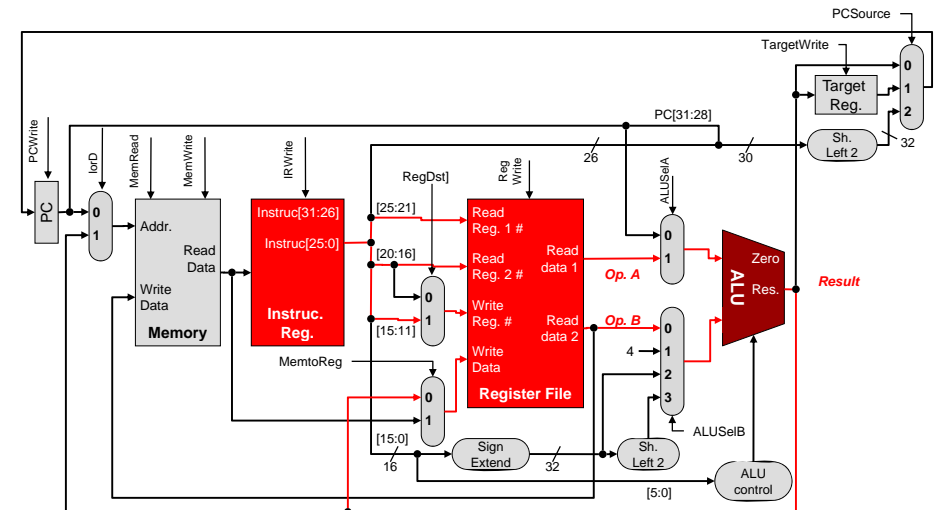 PCSource
TargetWrite
0
Target
Reg.
1
2
PC[31:28]
Sh.
Left 2
26
30
32
PCWrite
IorD
MemRead
MemWrite
IRWrite
RegDst]
Reg
Write
ALUSelA
PC
0
1
Addr.
Read
Data
Write
Data
Memory
Instruc[31:26]
Instruc[25:0]
Instruc.
Reg.
[25:21]
[20:16]
[15:11]
0
1
Read
Reg. 1 #
Read
Reg. 2 #
Write
Reg. #
Write
Data
Read
data 1
Read
data 2
Register File
Op. A
Op. B
0
1
0
1
2
3
4
ALU
Zero
Res.
Result
MemtoReg
0
1
ALUSelB
[15:0]
16
Sign
Extend
32
Sh.
Left 2
[5:0]
ALU
control